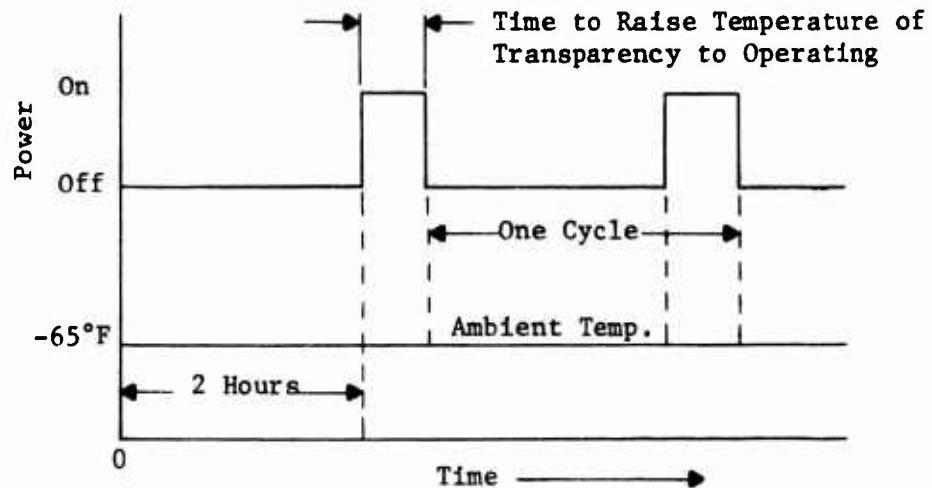 Time to Raise Temperature of
Transparency to Operating
On
Power
Off
One Cycle
-65°F
Ambient Temp.
2 Hours
0
Time